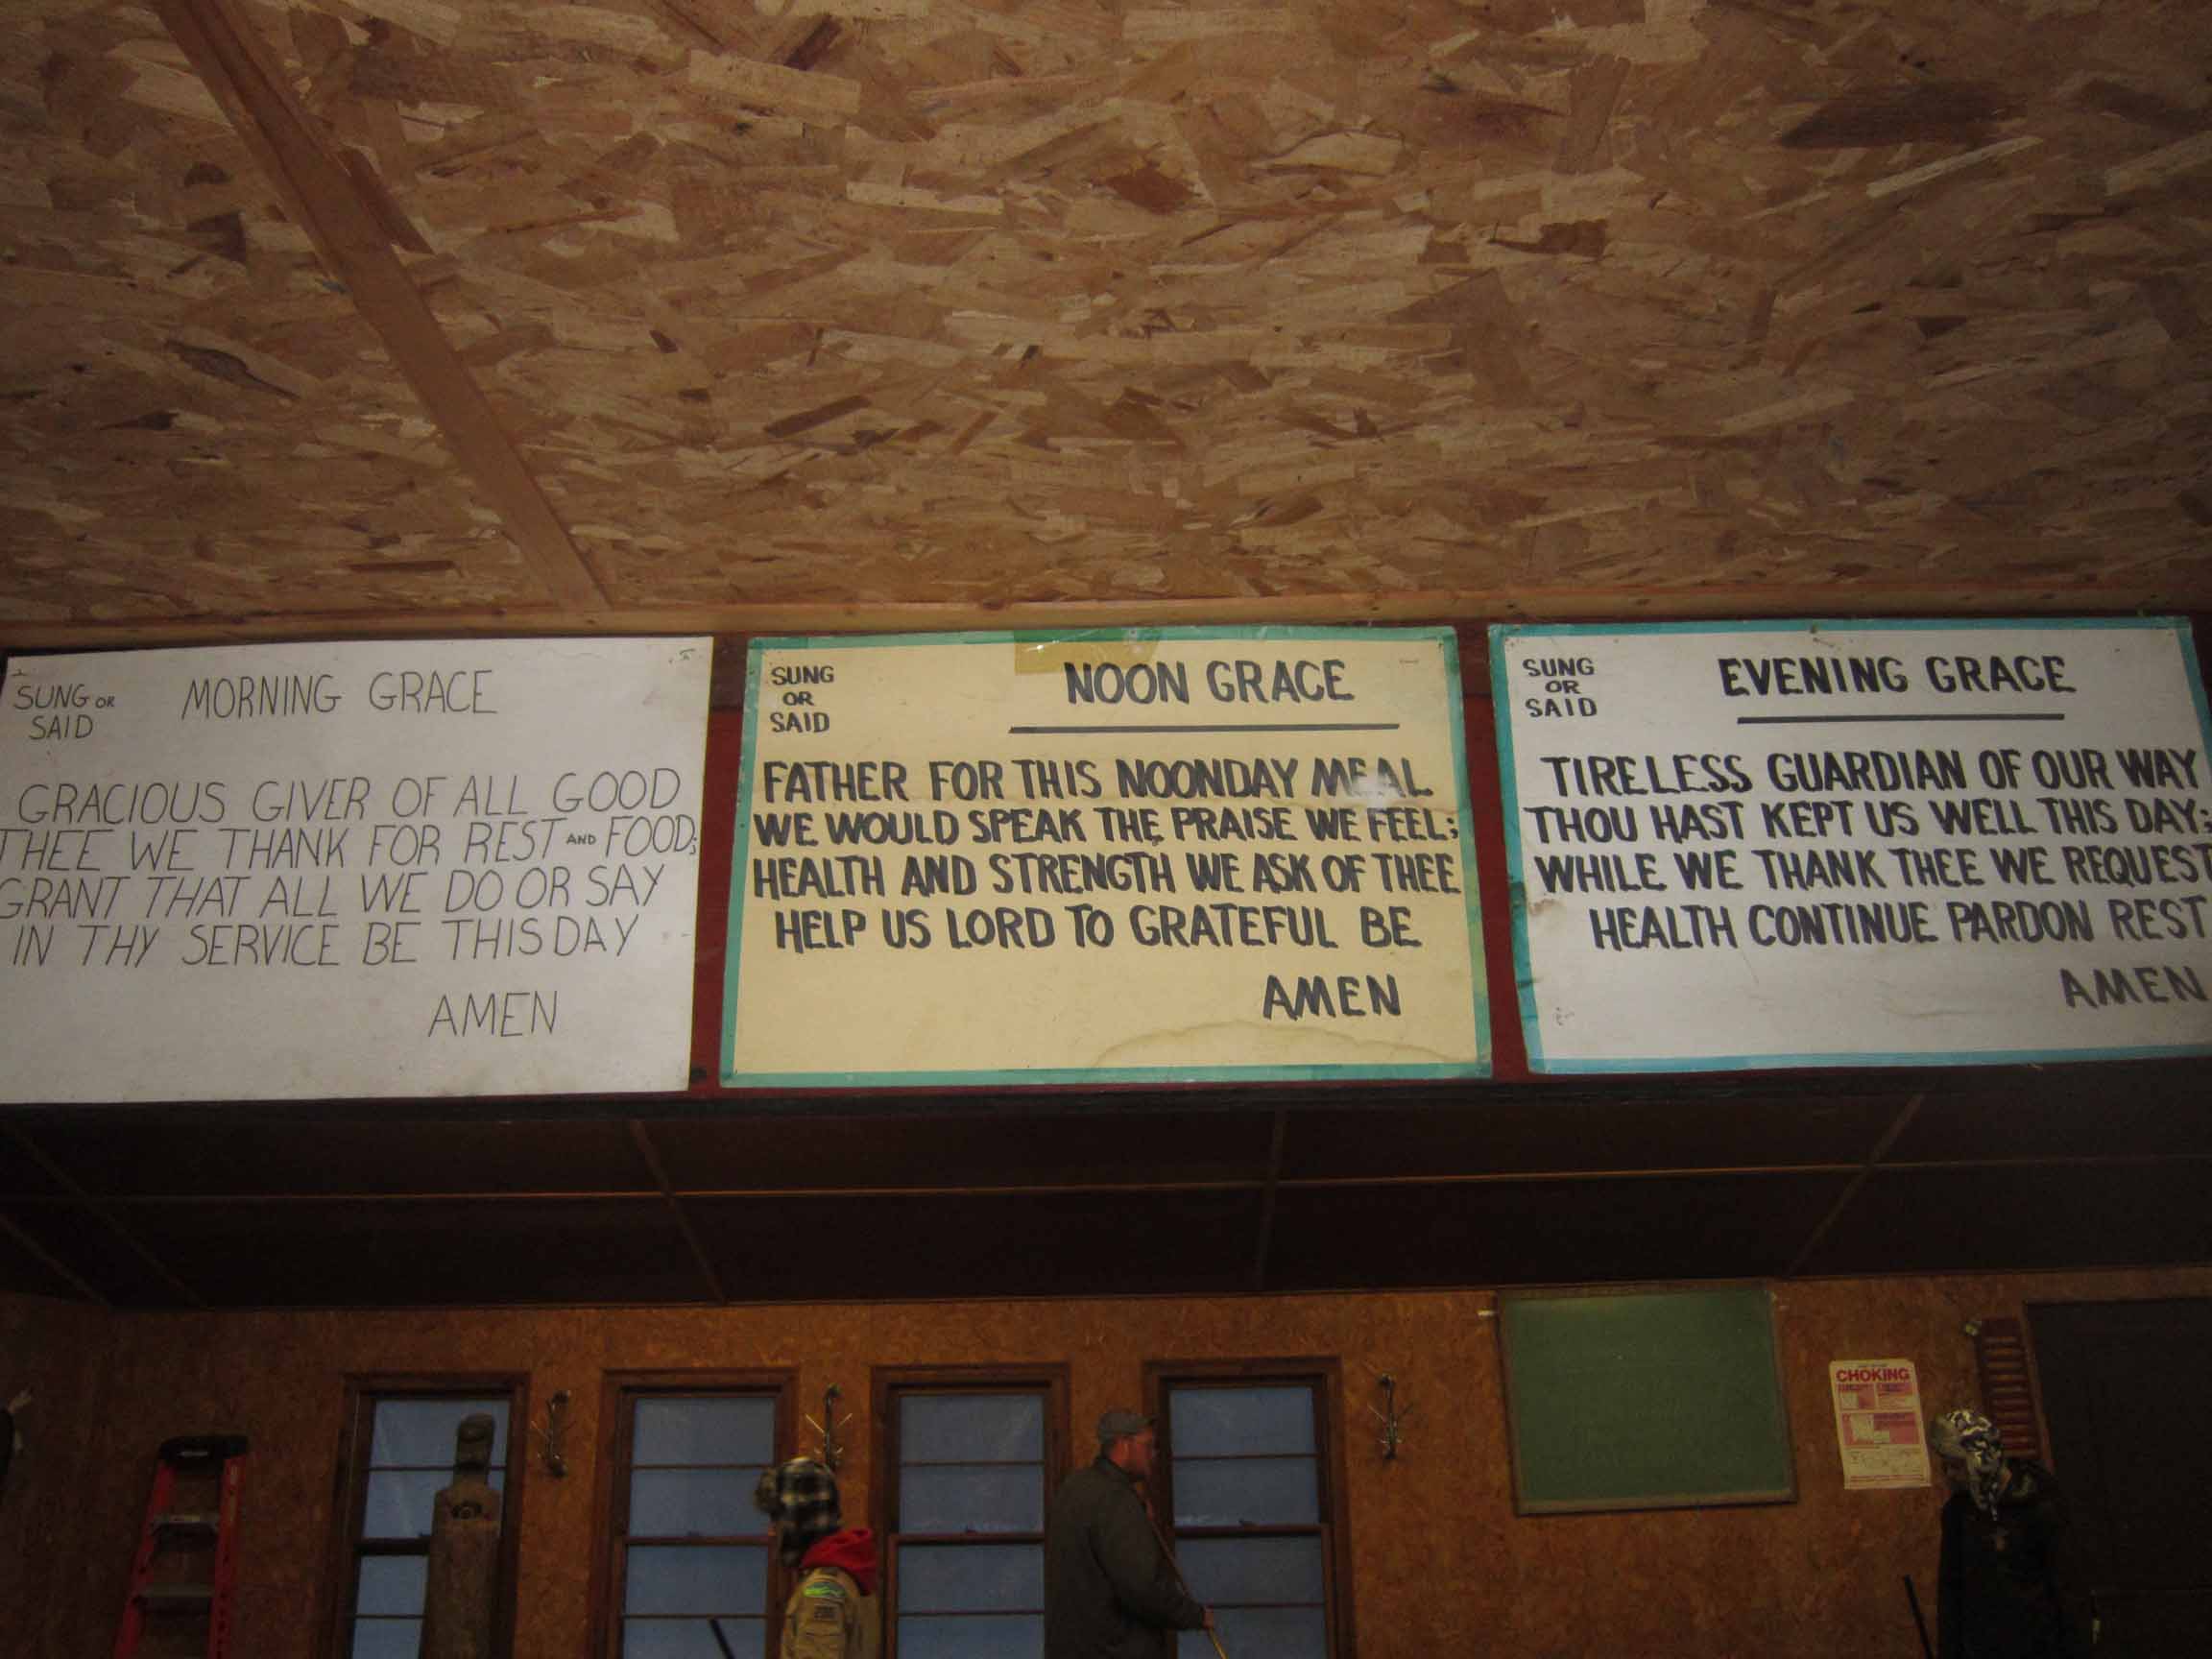 SUNG OR
SAID
MORNING GRACE
GRACIOUS GIVER OF ALL GOOD
THEE WE THANK FOR REST AND FOOD;
GRANT THAT ALL WE DO OR SAY
IN THY SERVICE BE THIS DAY
AMEN
SUNG
OR
SAID
NOON GRACE
FATHER FOR THIS NOONDAY MEAL
WE WOULD SPEAK THE PRAISE WE FEEL;
HEALTH AND STRENGTH WE ASK OF THEE
HELP US LORD TO GRATEFUL BE
AMEN
SUNG
OR
SAID
EVENING GRACE
TIRELESS GUARDIAN OF OUR WAY
THOU HAST KEPT US WELL THIS DAY;
WHILE WE THANK THEE WE REQUEST
HEALTH CONTINUE PARDON REST
AMEN
CHOKING